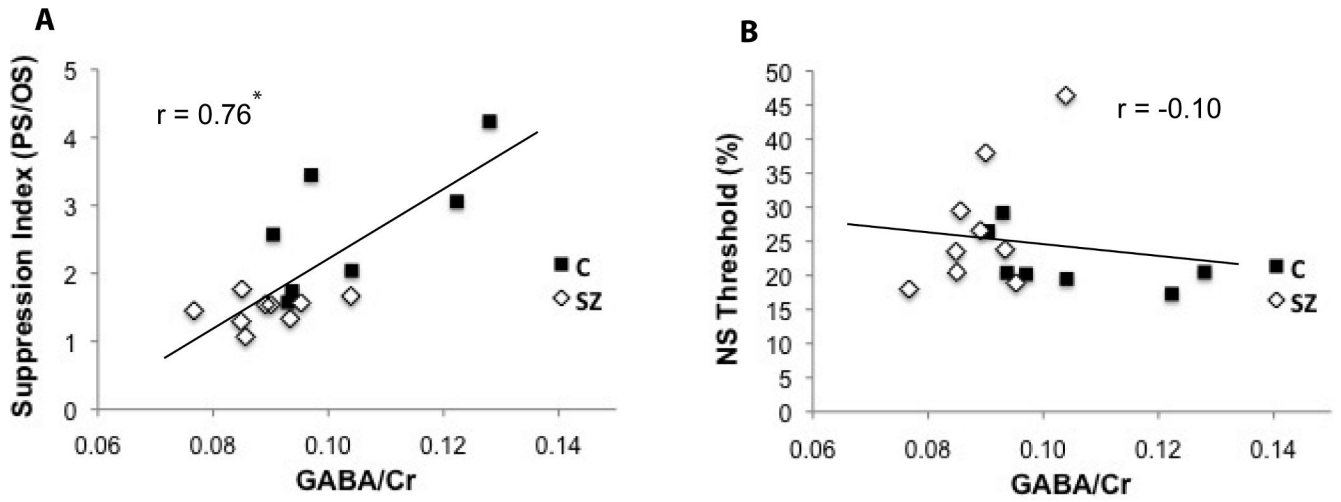 A
Suppression Index (PS/OS)
5
4
3
2
1
0
r = 0.76*
C
SZ
0.06 0.08 0.10 0.12 0.14
GABA/Cr
B
NS Threshold (%)
50
45
40
35
30
25
20
15
10
5
0
r = -0.10
C
SZ
0.06 0.08 0.10 0.12 0.14
GABA/Cr